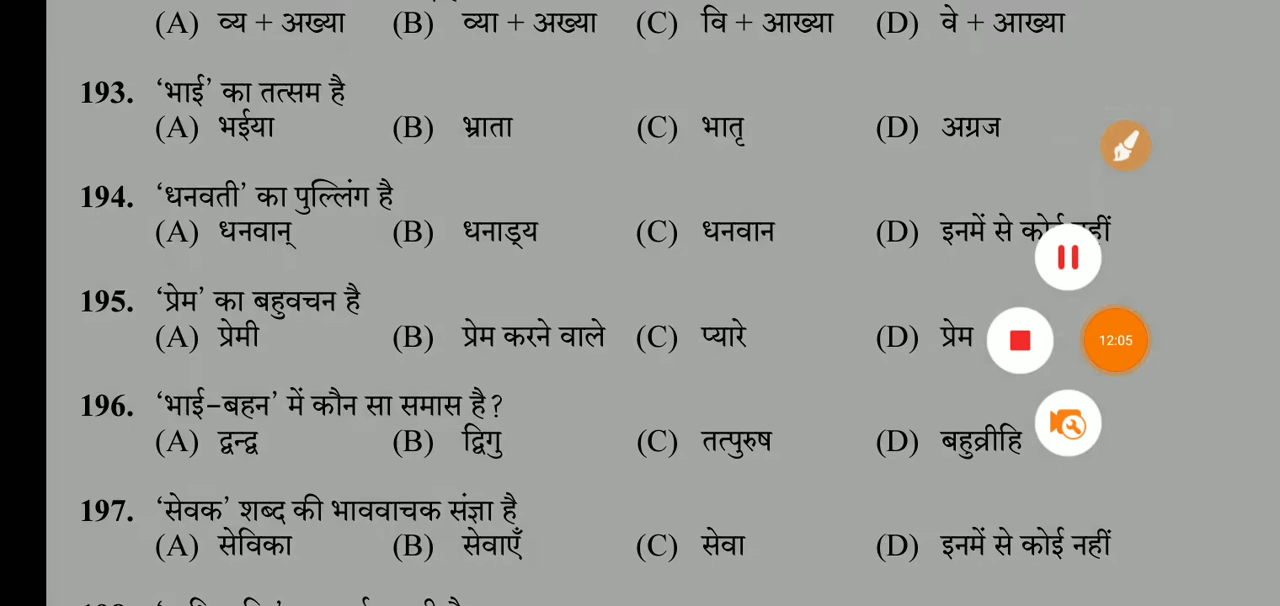 (A) व्य + अख्या (B) व्या + अख्या (C) वि + आख्या (D) वे + आख्या
193. ‘भाई’ का तत्सम है
(A) भईया (B) भ्राता (C) भातृ (D) अग्रज
194. ‘धनवती’ का पुल्लिंग है
(A) धनवान् (B) धनाड्य (C) धनवान (D) इनमें से
195. ‘प्रेम’ का बहुवचन है
(A) प्रेमी (B) प्रेम करने वाले (C) प्यारे (D) प्रेम
12:05
196. ‘भाई-बहन’ में कौन सा समास है?
(A) द्वन्द्व (B) द्विगु (C) तत्पुरुष (D) बहुव्रीहि
197. ‘सेवक’ शब्द की भाववाचक संज्ञा है
(A) सेविका (B) सेवाएँ (C) सेवा (D) इनमें से कोई नहीं